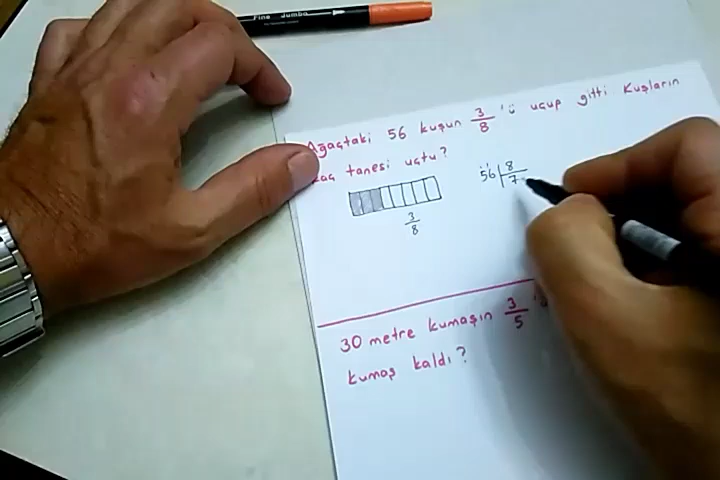 Fine Jumbo
Ağaçtaki 56 kuşun 3/8 'ü uçup gitti Kuşların
kaç tanesi uçtu?
56 | 8
7
3/8
30 metre kumaşın 3/5 'ü
kumaş kaldı?